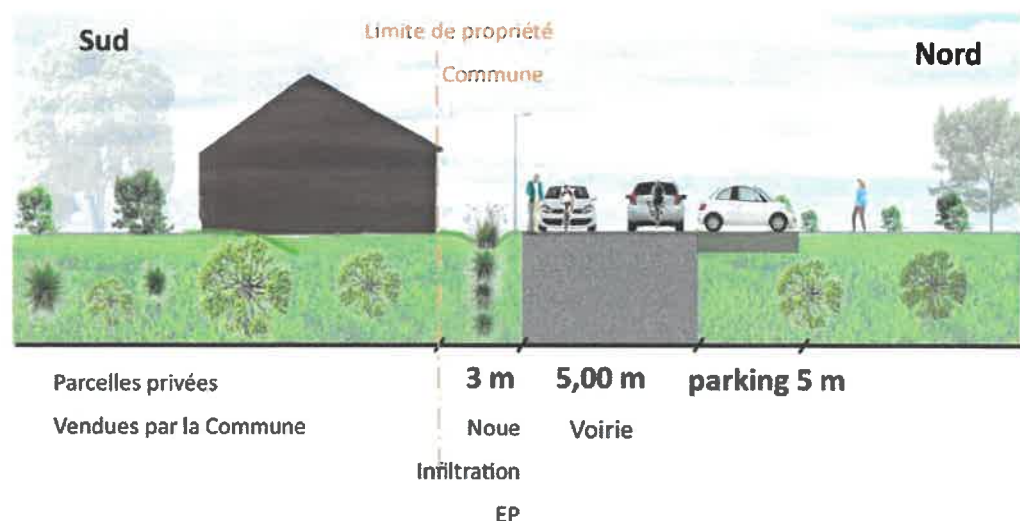 Sud
Limite de propriété
Commune
Nord
Parcelles privées
Vendues par la Commune
3 m
5,00 m
parking 5 m
Noue
Voirie
Infiltration
EP